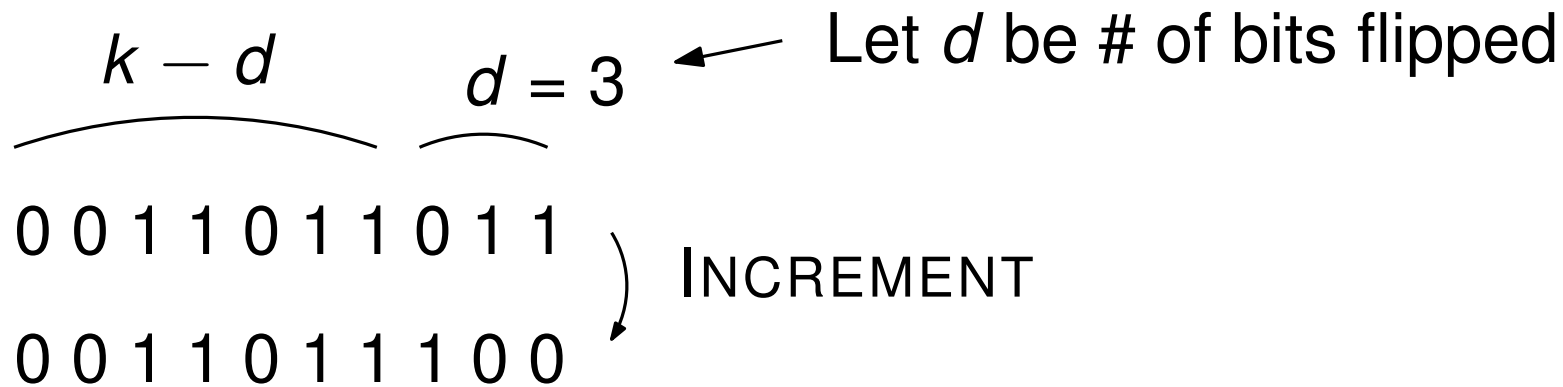 k − d
d = 3
Let d be # of bits flipped
0 0 1 1 0 1 1 0 1 1
INCREMENT
0 0 1 1 0 1 1 1 0 0